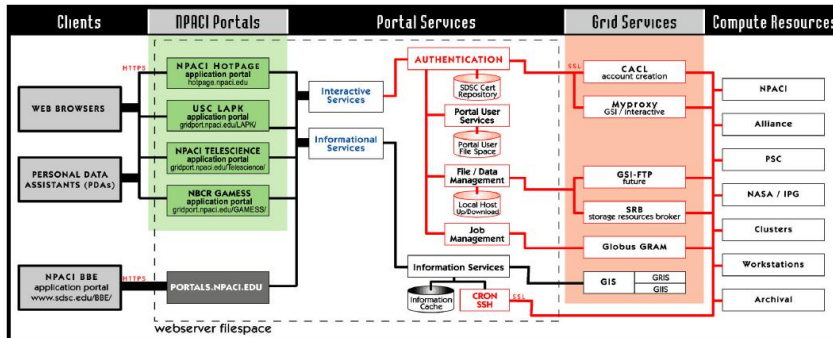 Clients
NPACI Portals
Portal Services
Grid Services
Compute Resources
HTTPS
NPACI HOTPAGE
application portal
hotpage.npaci.edu
USC LAPK
application portal
gridport.npaci.edu/LAPK/
NPACI TELESCIENCE
application portal
gridport.npaci.edu/Telescience/
NBCR GAMESS
application portal
gridport.npaci.edu/GAMESS/
WEB BROWSERS
PERSONAL DATA
ASSISTANTS (PDAs)
NPACI BBE
application portal
www.sdsc.edu/BBE/
HTTPS
PORTALS.NPACI.EDU
webserver filespace
Interactive
Services
Informational
Services
AUTHENTICATION
SDSC Cert
Repository
Portal User
Services
Portal User
File Space
File / Data
Management
Local Host
Up/Download
Job
Management
Information Services
Information
Cache
CRON
SSH
SSL
SSL
CACL
account creation
Myproxy
GSI / interactive
GSI-FTP
future
SRB
storage resources broker
Globus GRAM
GIS
GRIS
GIIS
NPACI
Alliance
PSC
NASA / IPG
Clusters
Workstations
Archival